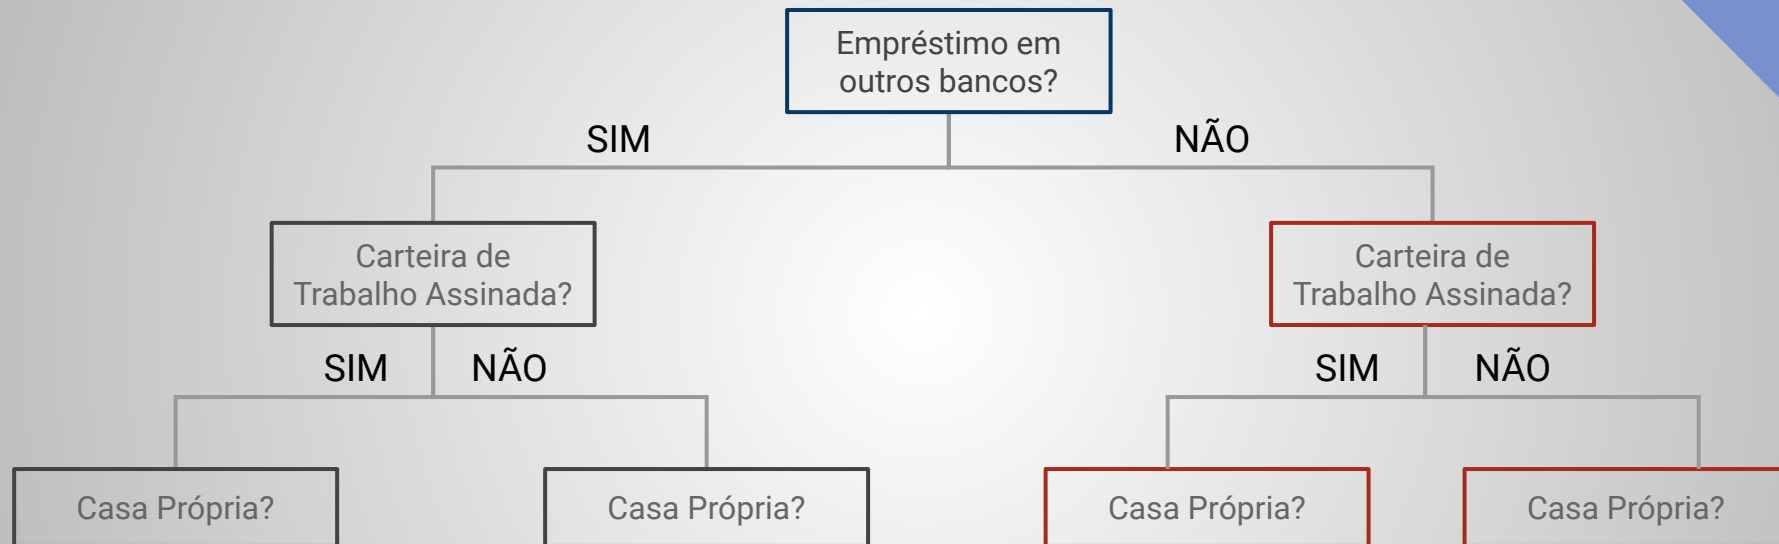 Empréstimo em
outros bancos?
SIM
NÃO
Carteira de
Trabalho Assinada?
Carteira de
Trabalho Assinada?
SIM
NÃO
SIM
NÃO
Casa Própria?
Casa Própria?
Casa Própria?
Casa Própria?